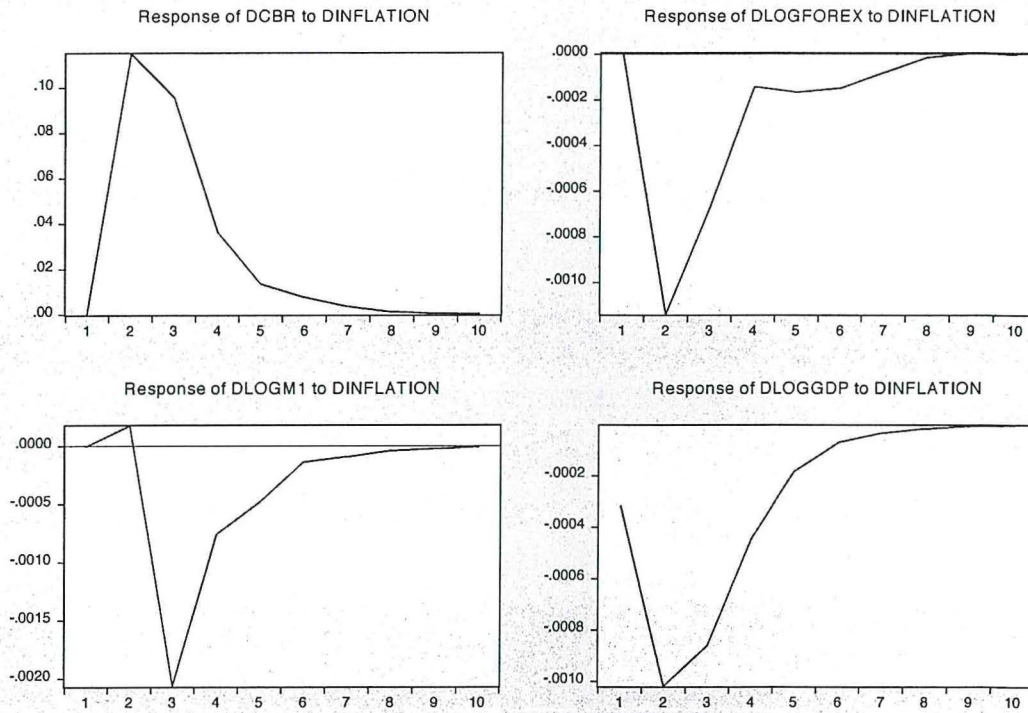 Response of DCBR to DINFLATION
.10
.08
.06
.04
.02
.00
1 2 3 4 5 6 7 8 9 10
Response of DLOGFOREX to DINFLATION
.0000
-.0002
-.0004
-.0006
-.0008
-.0010
1 2 3 4 5 6 7 8 9 10
Response of DLOGM1 to DINFLATION
.0000
-.0005
-.0010
-.0015
-.0020
1 2 3 4 5 6 7 8 9 10
Response of DLOGGDP to DINFLATION
-.0002
-.0004
-.0006
-.0008
-.0010
1 2 3 4 5 6 7 8 9 10